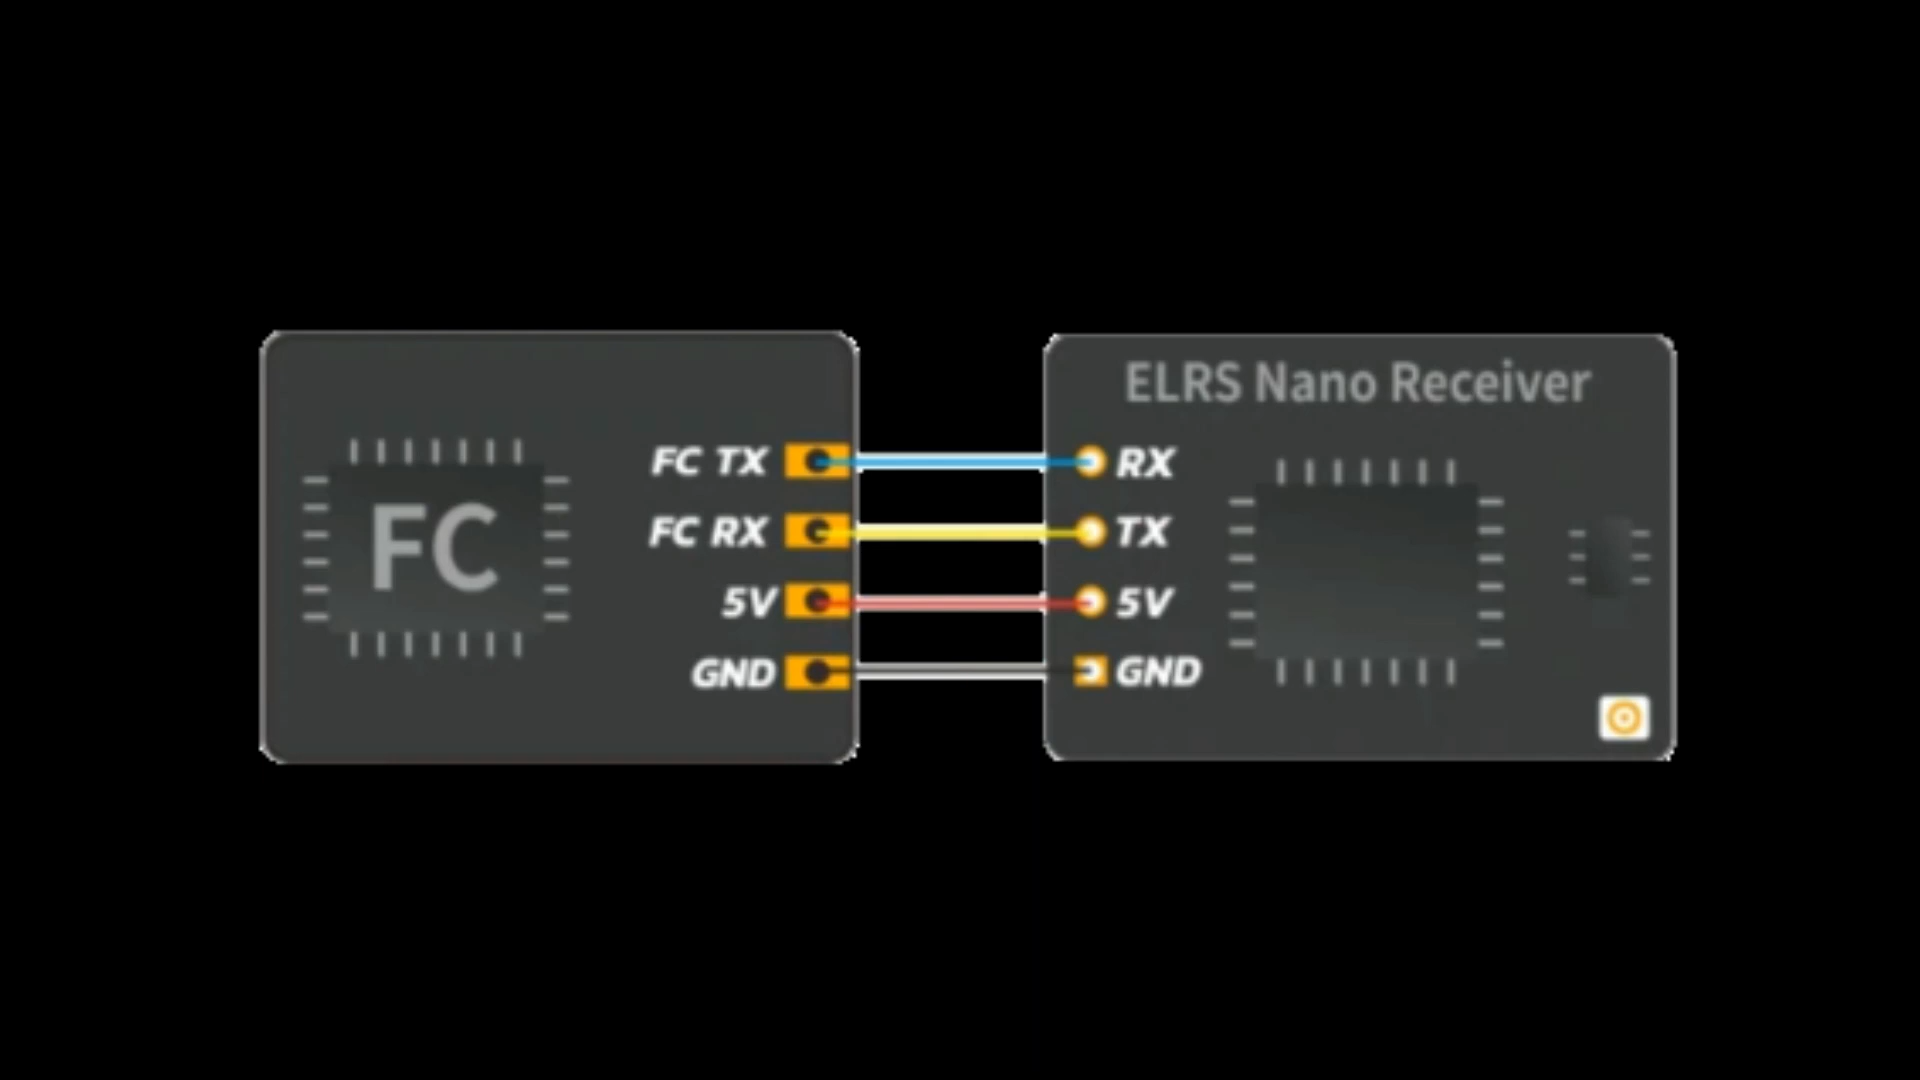 ELRS Nano Receiver
FC
FC TX
FC RX
5V
GND
RX
TX
5V
GND